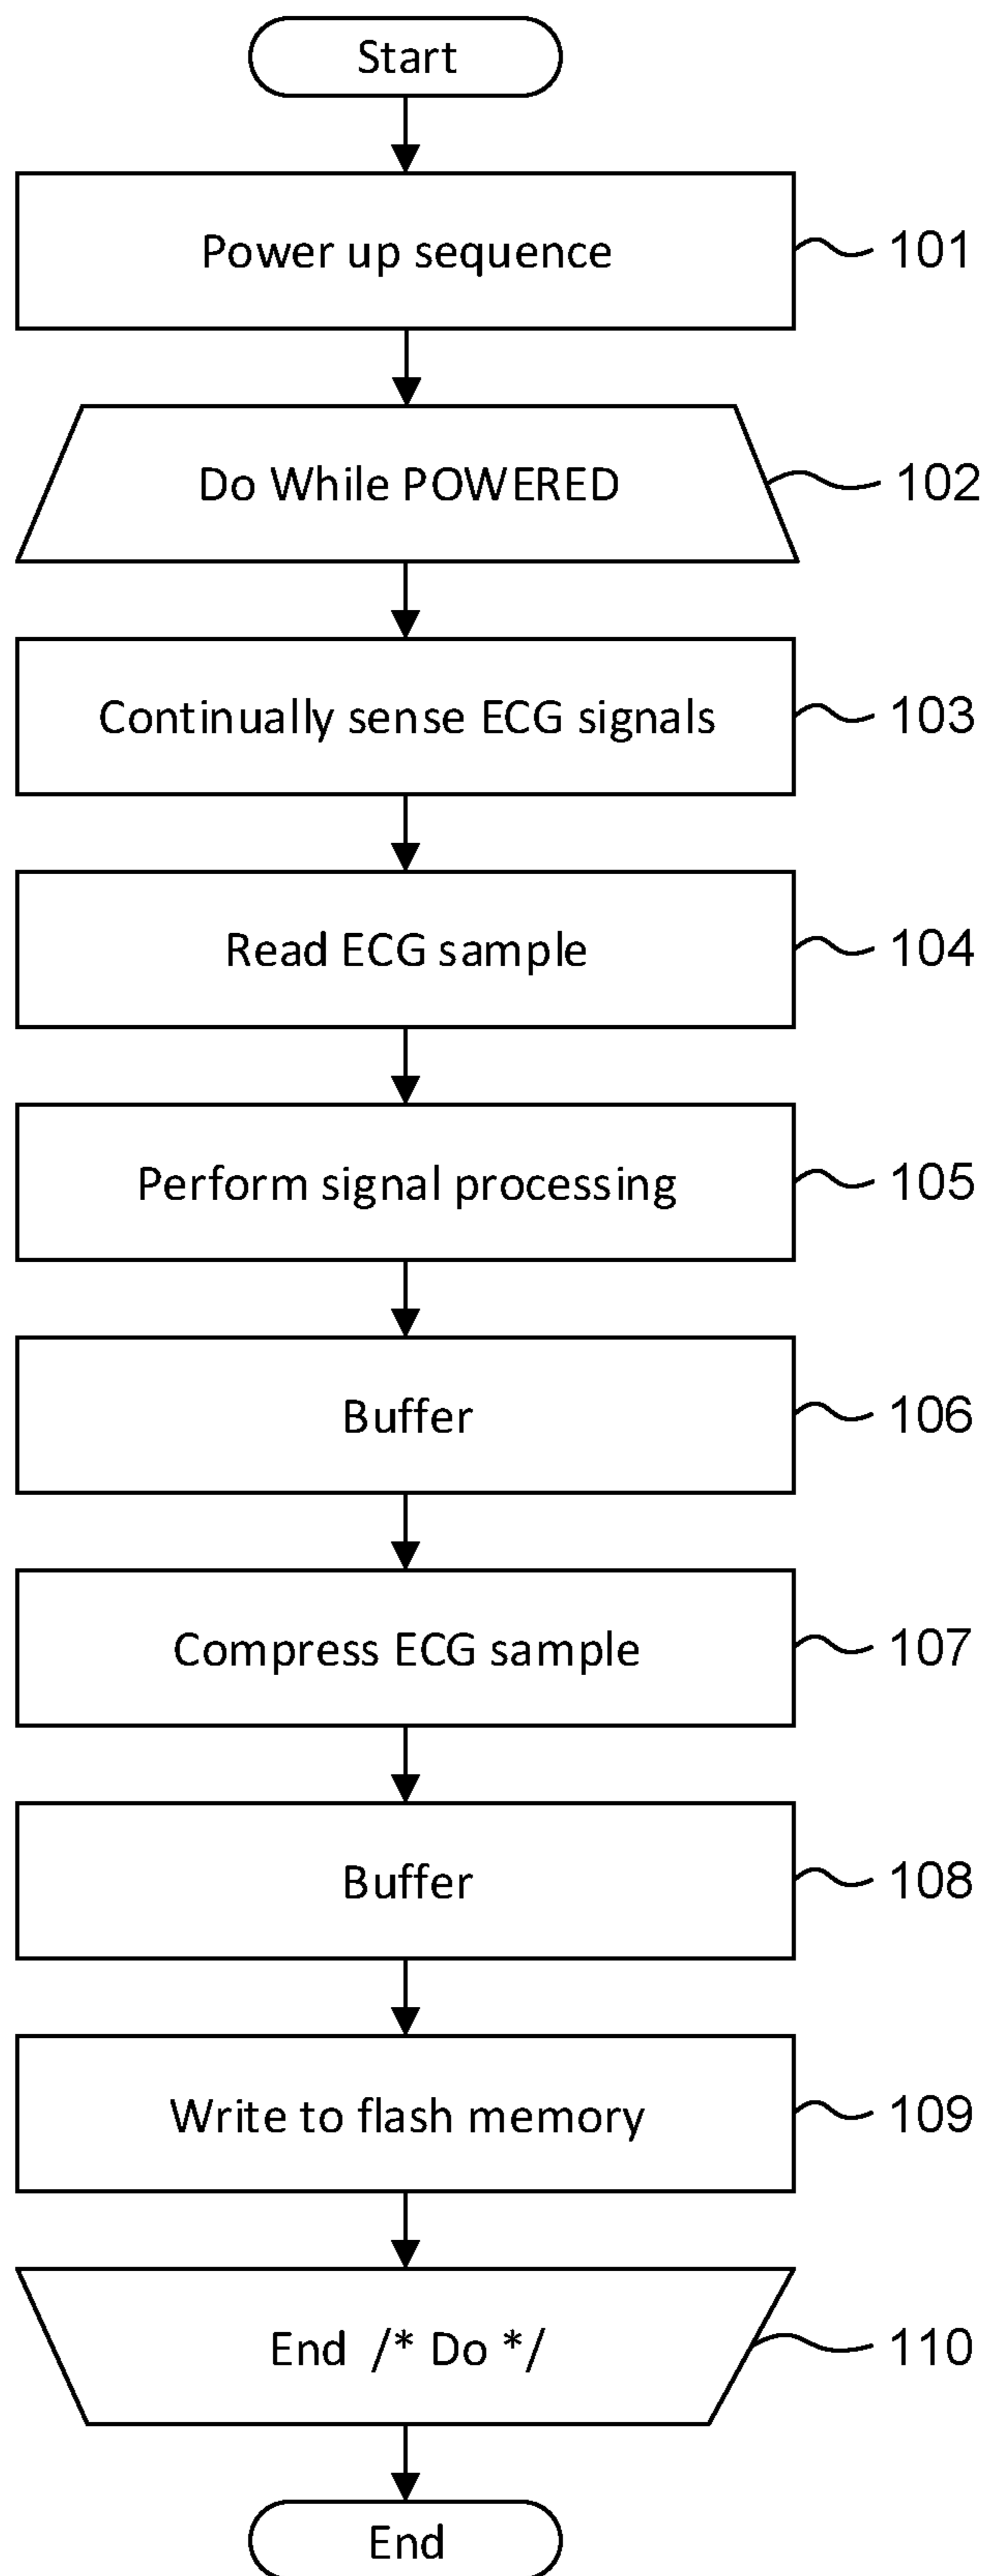 Start
Power up sequence 101
Do While POWERED 102
Continually sense ECG signals 103
Read ECG sample 104
Perform signal processing 105
Buffer 106
Compress ECG sample 107
Buffer 108
Write to flash memory 109
End /* Do */ 110
End